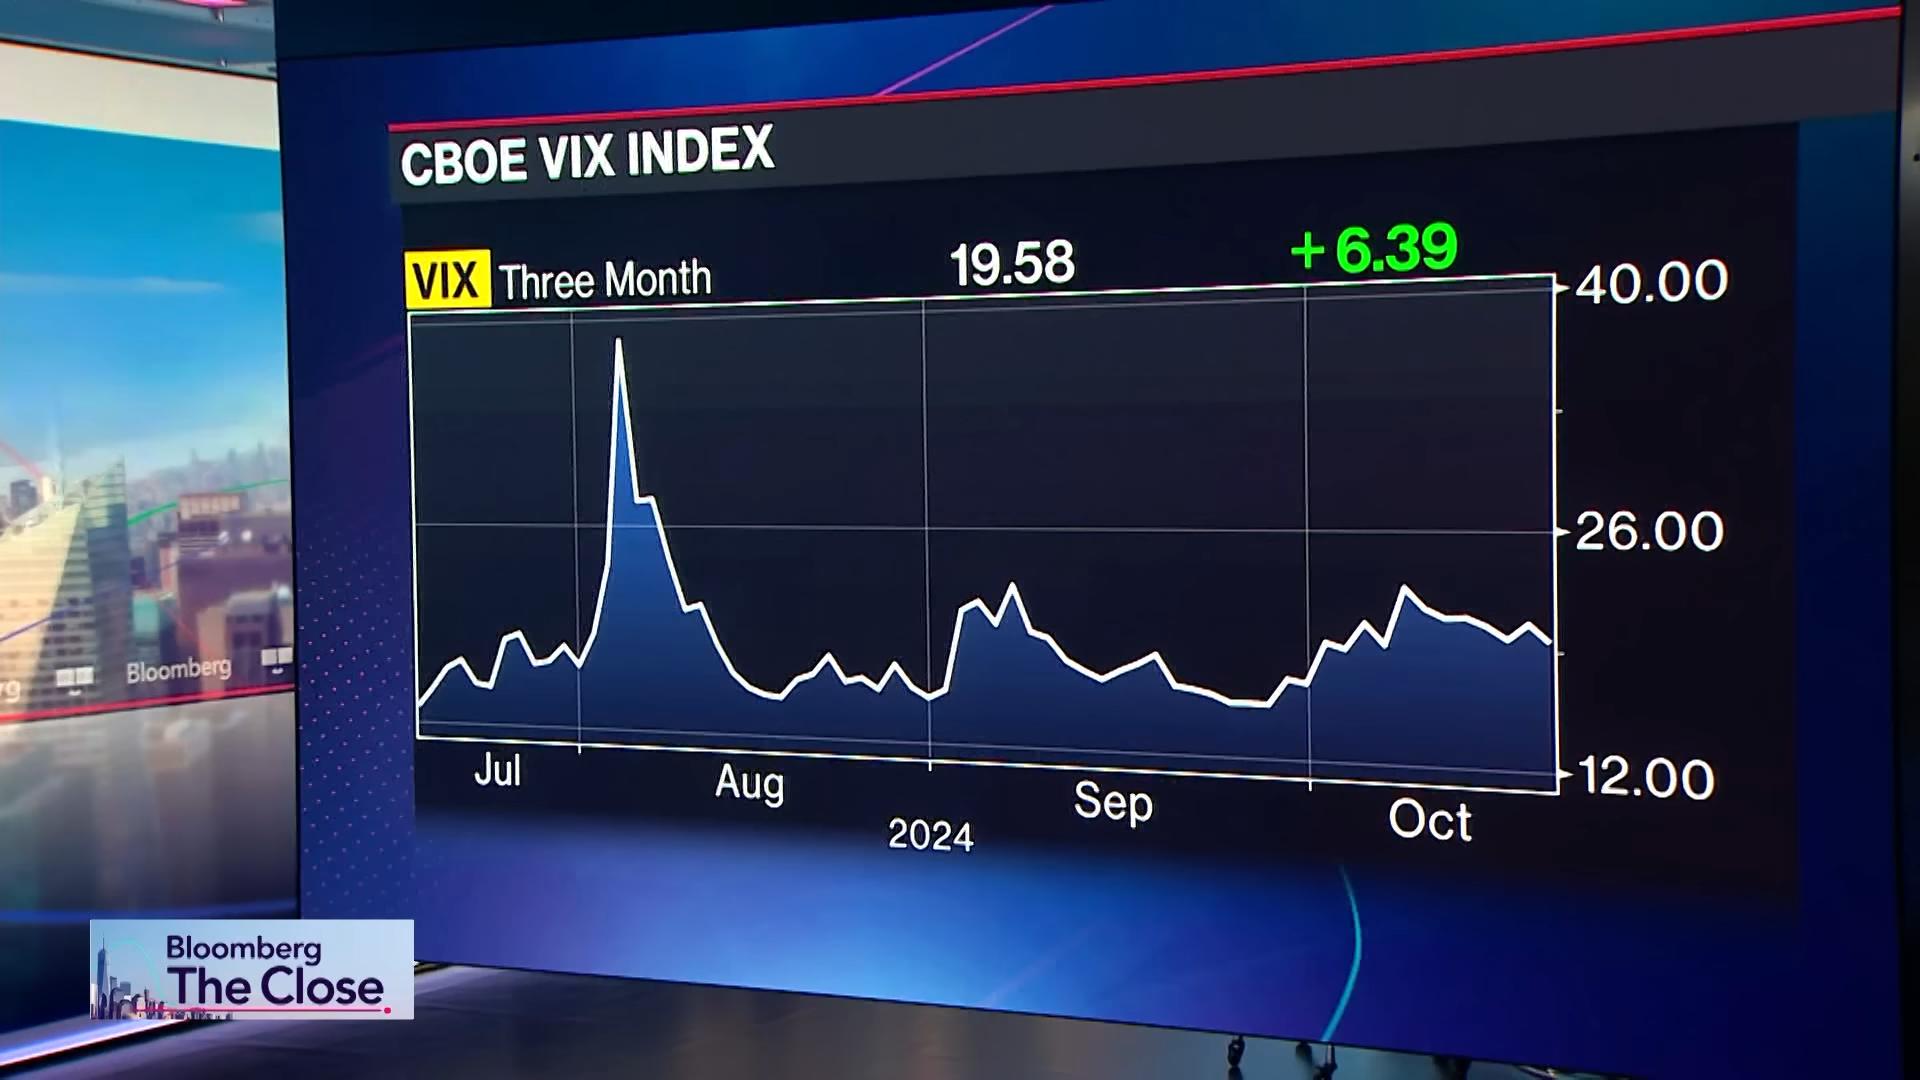 CBOE VIX INDEX
VIX Three Month 19.58 +6.39
40.00
26.00
12.00
Jul Aug Sep Oct
2024
Bloomberg
Bloomberg
The Close